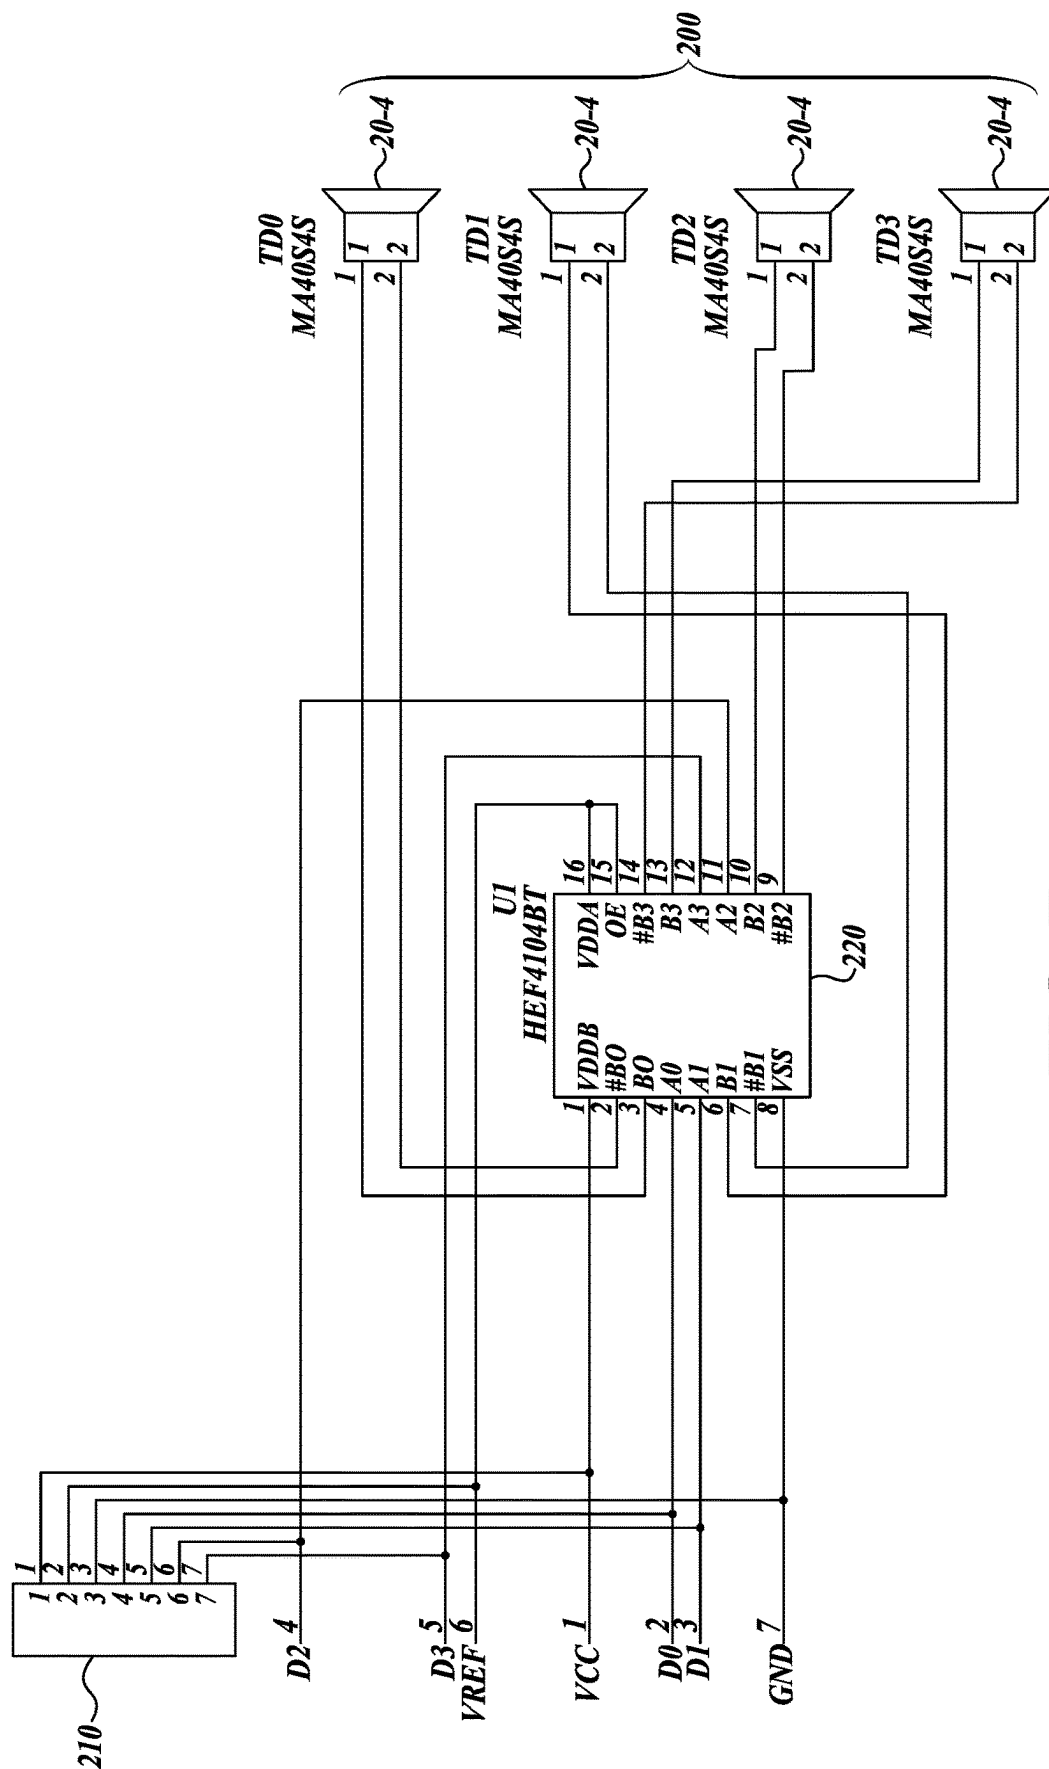 200
20-4
20-4
20-4
20-4
TD0
MA40S4S
1
2
1
2
TD1
MA40S4S
1
2
1
2
TD2
MA40S4S
1
2
1
2
TD3
MA40S4S
1
2
1
2
U1
HEF4104BT
16
15
14
13
12
11
10
9
VDDA
OE
#B3
B3
A3
A2
B2
#B2
VDDB
#BO
BO
A0
A1
B1
#B1
VSS
1
2
3
4
5
6
7
8
220
1
2
3
4
5
6
7
1
2
3
4
5
6
7
210
D2 4
D3 5
VREF 6
VCC 1
D0 2
D1 3
GND 7